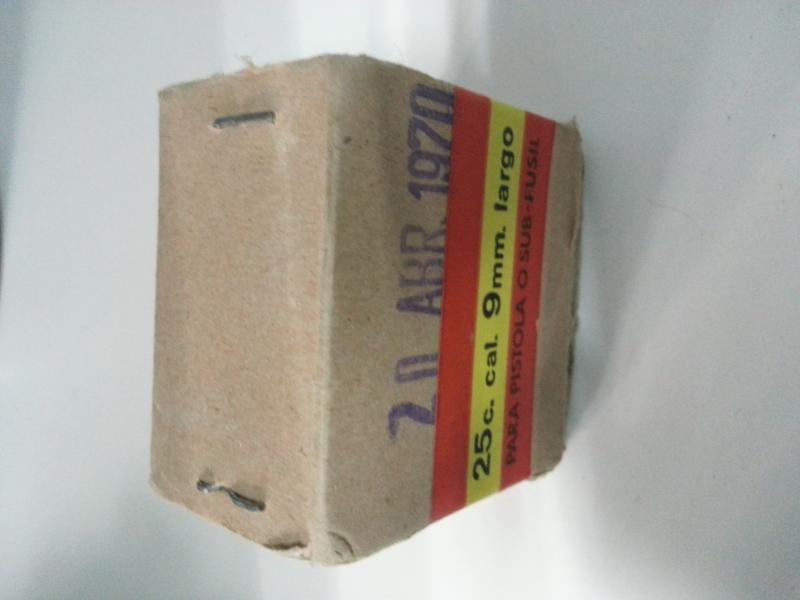 20 ABR. 1970
25c. cal. 9mm. largo
PARA PISTOLA O SUB-FUSIL